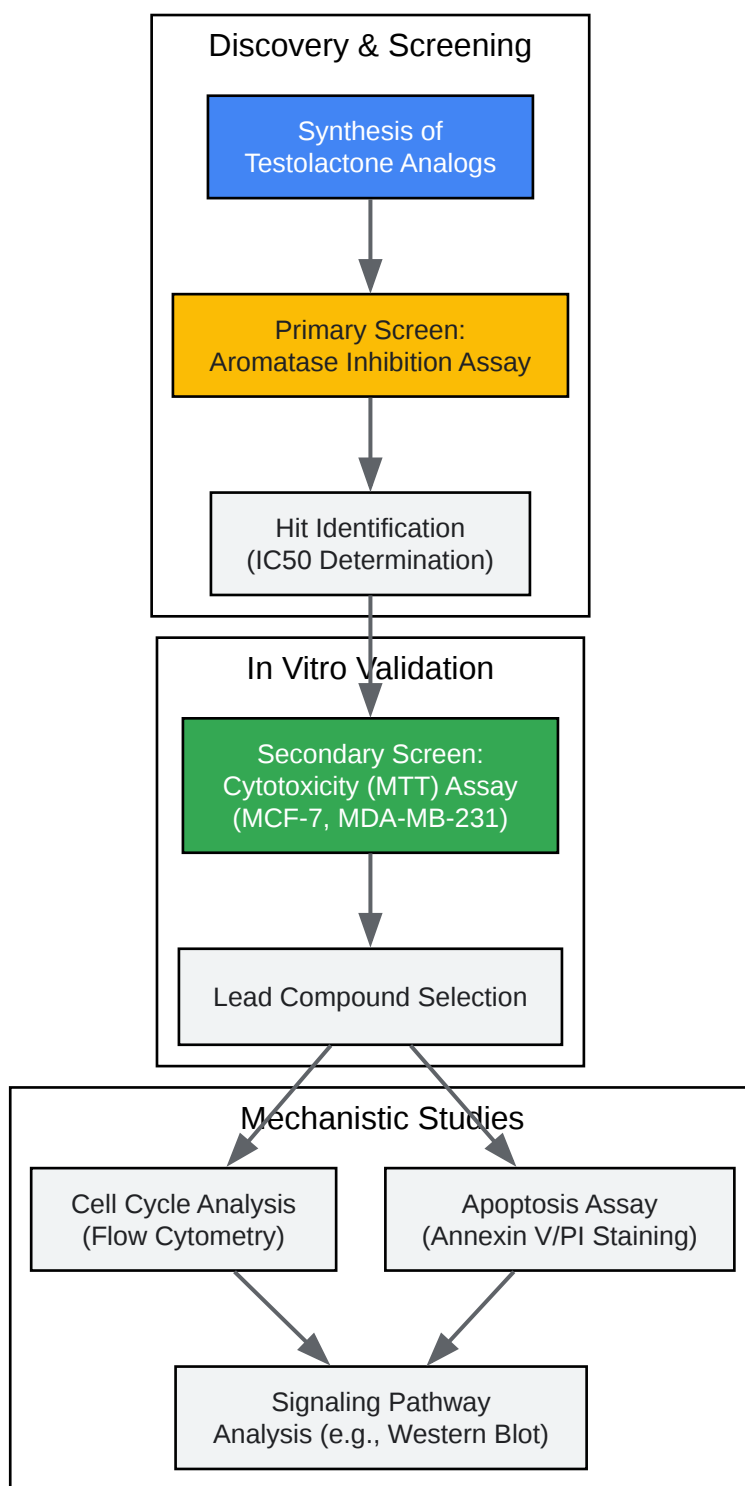 Discovery & Screening
Synthesis of
Testolactone Analogs
Primary Screen:
Aromatase Inhibition Assay
Hit Identification
(IC50 Determination)
In Vitro Validation
Secondary Screen:
Cytotoxicity (MTT) Assay
(MCF-7, MDA-MB-231)
Lead Compound Selection
Mechanistic Studies
Cell Cycle Analysis
(Flow Cytometry)
Apoptosis Assay
(Annexin V/PI Staining)
Signaling Pathway
Analysis (e.g., Western Blot)